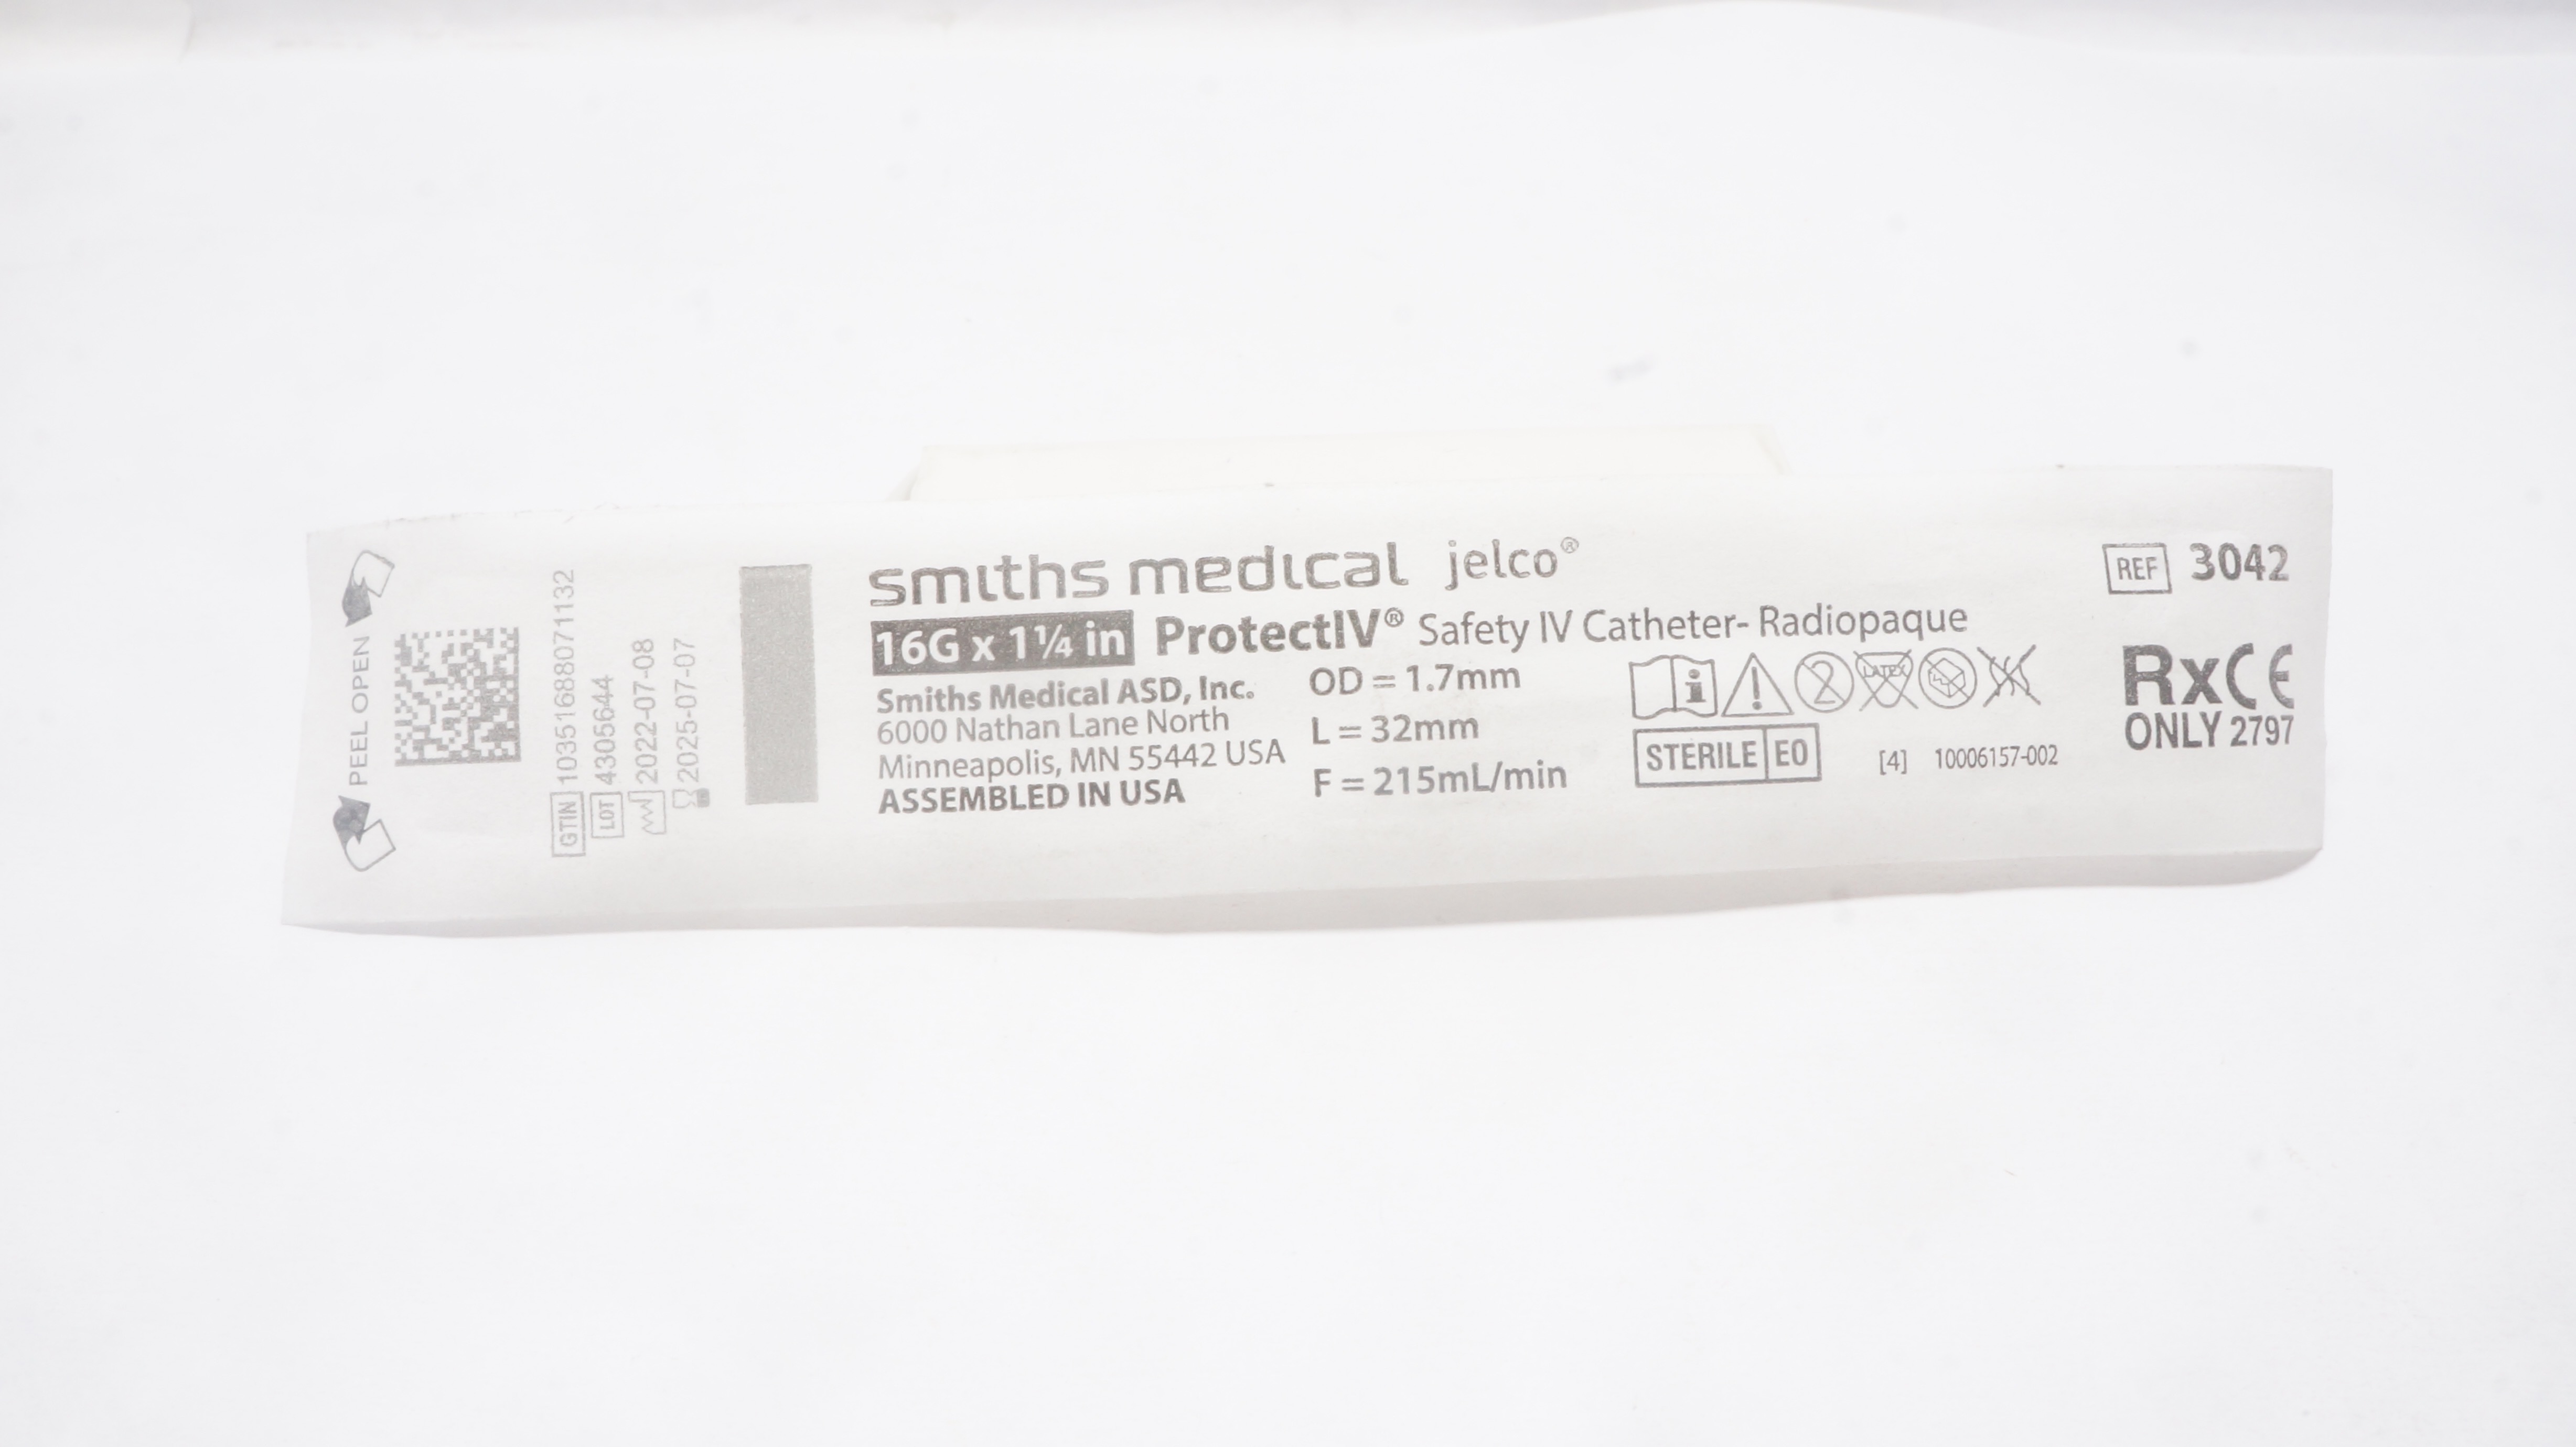 PEEL OPEN
GTIN 10351688071132
LOT 4305644
2022-07-08
2025-07-07
smiths medical jelco®
16G x 1¼ in ProtectIV® Safety IV Catheter- Radiopaque
Smiths Medical ASD, Inc.
6000 Nathan Lane North
Minneapolis, MN 55442 USA
ASSEMBLED IN USA
OD = 1.7mm
L = 32mm
F = 215mL/min
i ! 2 LATEX
STERILE EO
[4] 10006157-002
REF 3042
Rx CE
ONLY 2797